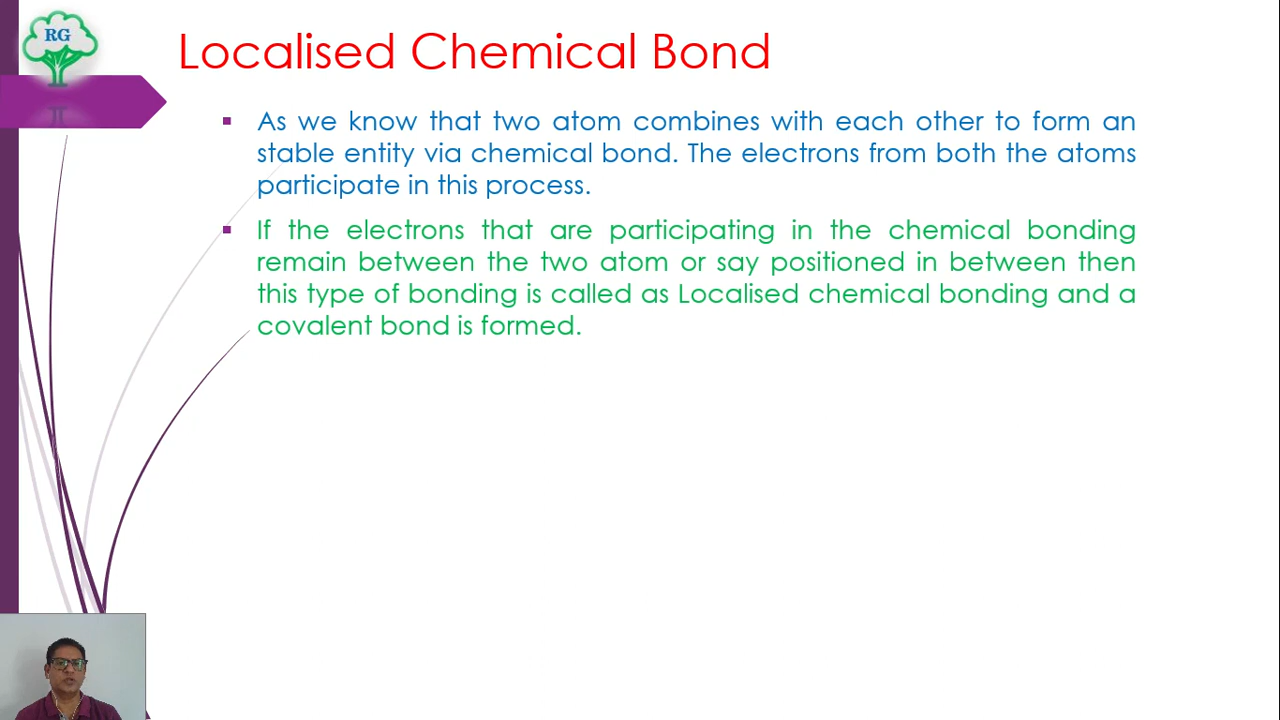 RG
Localised Chemical Bond
As we know that two atom combines with each other to form an
stable entity via chemical bond. The electrons from both the atoms
participate in this process.
If the electrons that are participating in the chemical bonding
remain between the two atom or say positioned in between then
this type of bonding is called as Localised chemical bonding and a
covalent bond is formed.